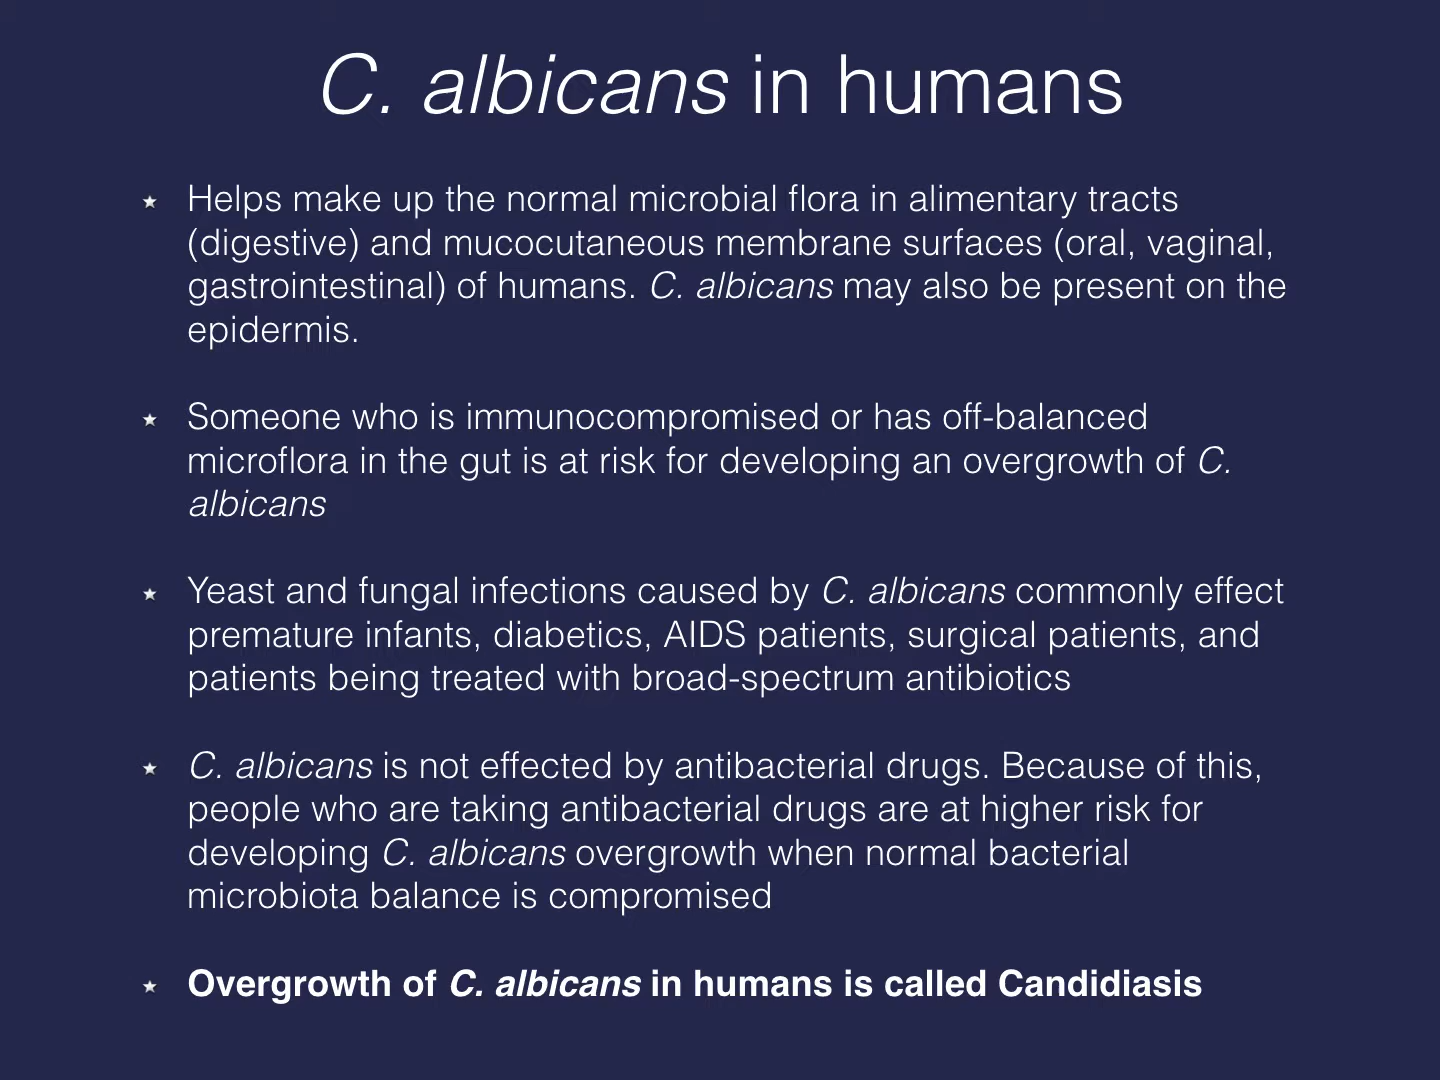 C. albicans in humans
Helps make up the normal microbial flora in alimentary tracts
(digestive) and mucocutaneous membrane surfaces (oral, vaginal,
gastrointestinal) of humans. C. albicans may also be present on the
epidermis.
Someone who is immunocompromised or has off-balanced
microflora in the gut is at risk for developing an overgrowth of C.
albicans
Yeast and fungal infections caused by C. albicans commonly effect
premature infants, diabetics, AIDS patients, surgical patients, and
patients being treated with broad-spectrum antibiotics
C. albicans is not effected by antibacterial drugs. Because of this,
people who are taking antibacterial drugs are at higher risk for
developing C. albicans overgrowth when normal bacterial
microbiota balance is compromised
Overgrowth of C. albicans in humans is called Candidiasis